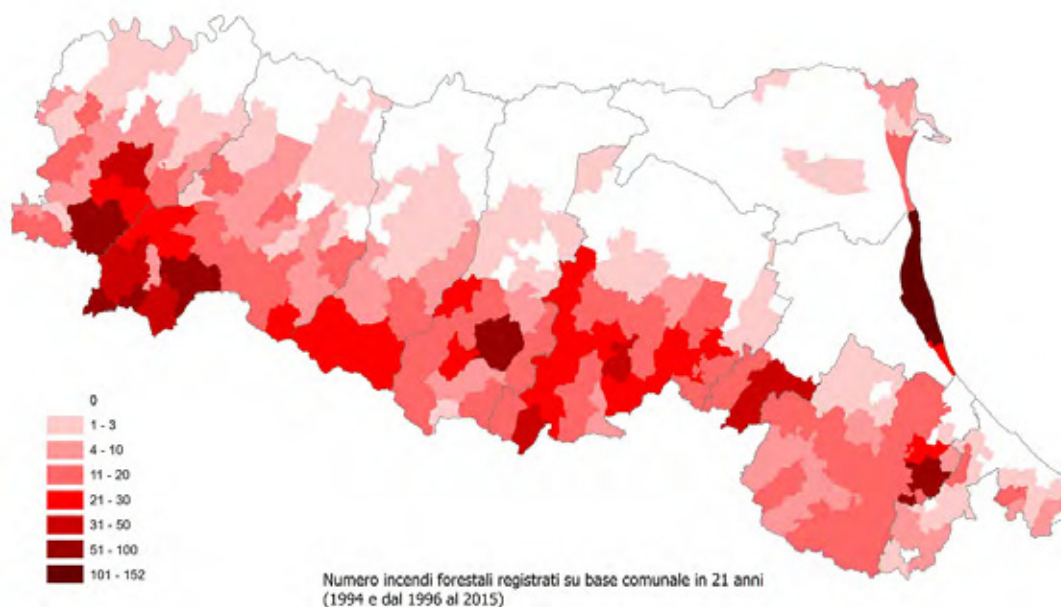 0
1 - 3
4 - 10
11 - 20
21 - 30
31 - 50
51 - 100
101 - 152
Numero incendi forestali registrati su base comunale in 21 anni
(1994 e dal 1996 al 2015)